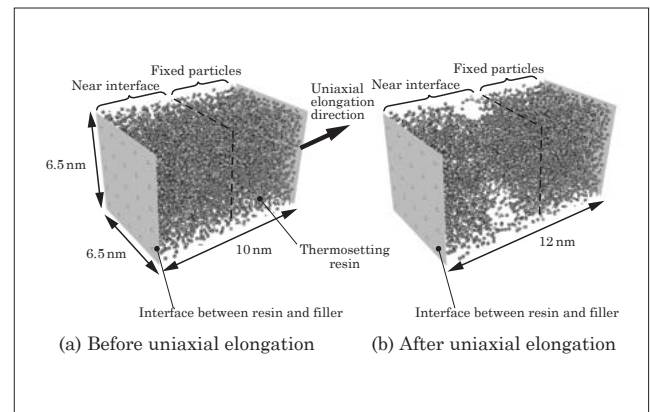 Fixed particles
Near interface
Uniaxial
elongation
direction
6.5 nm
6.5 nm
10 nm
Thermosetting
resin
Interface between resin and filler
(a) Before uniaxial elongation
Fixed particles
Near interface
12 nm
Interface between resin and filler
(b) After uniaxial elongation